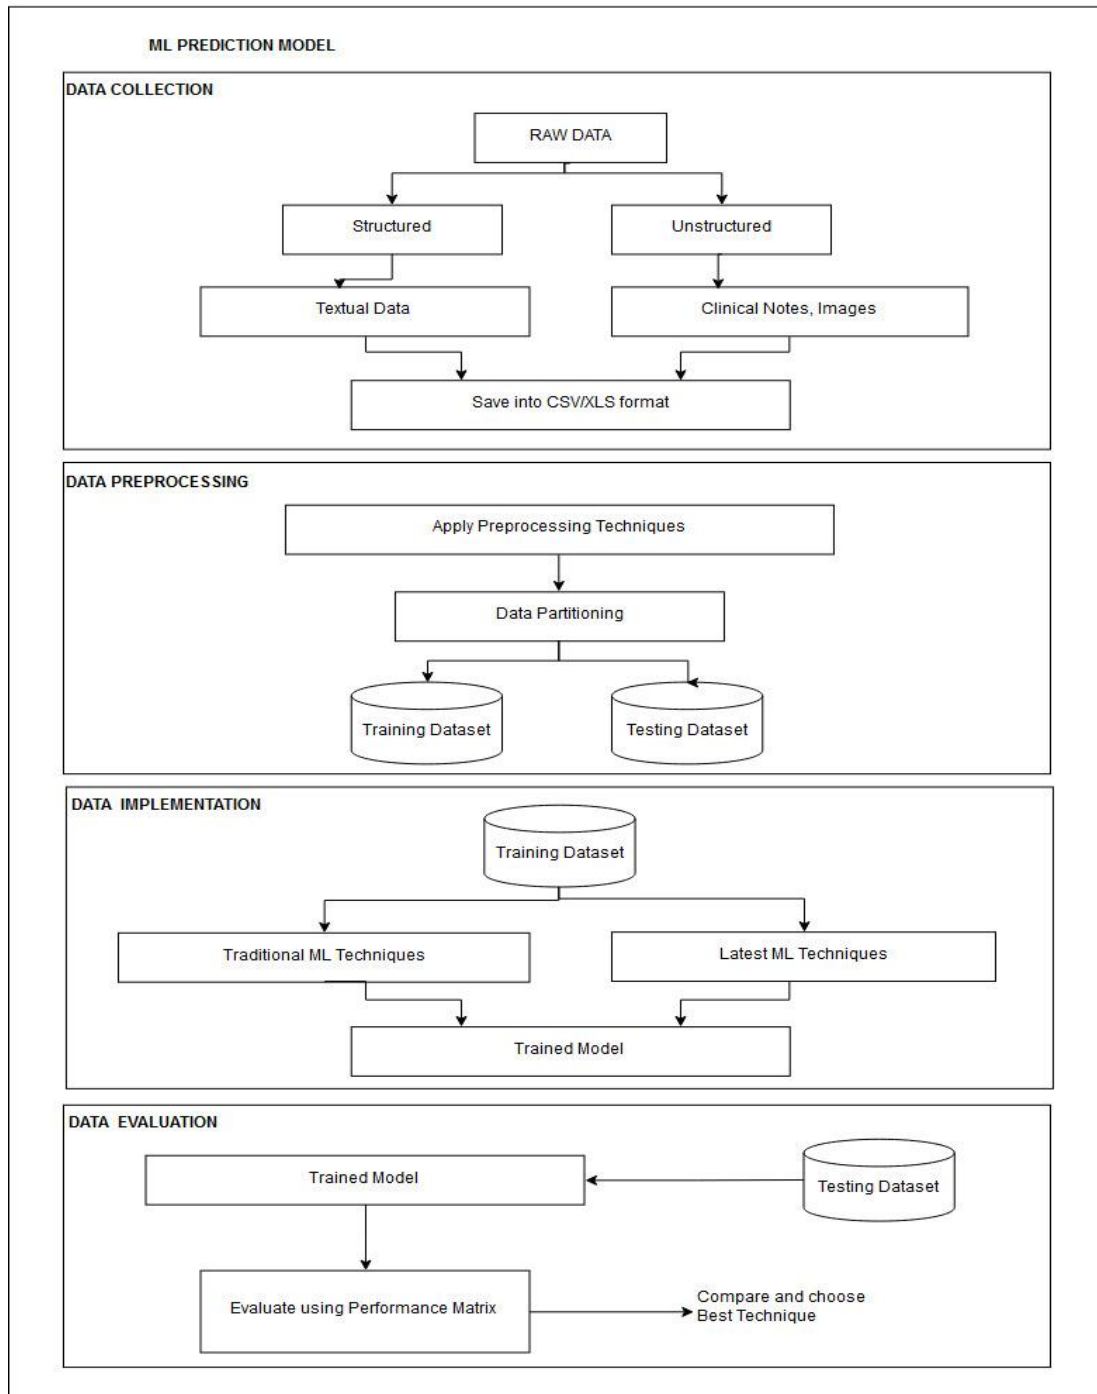 ML PREDICTION MODEL
DATA COLLECTION
RAW DATA
Structured
Unstructured
Textual Data
Clinical Notes, Images
Save into CSV/XLS format
DATA PREPROCESSING
Apply Preprocessing Techniques
Data Partitioning
Training Dataset
Testing Dataset
DATA IMPLEMENTATION
Training Dataset
Traditional ML Techniques
Latest ML Techniques
Trained Model
DATA EVALUATION
Trained Model
Testing Dataset
Evaluate using Performance Matrix
Compare and choose
Best Technique